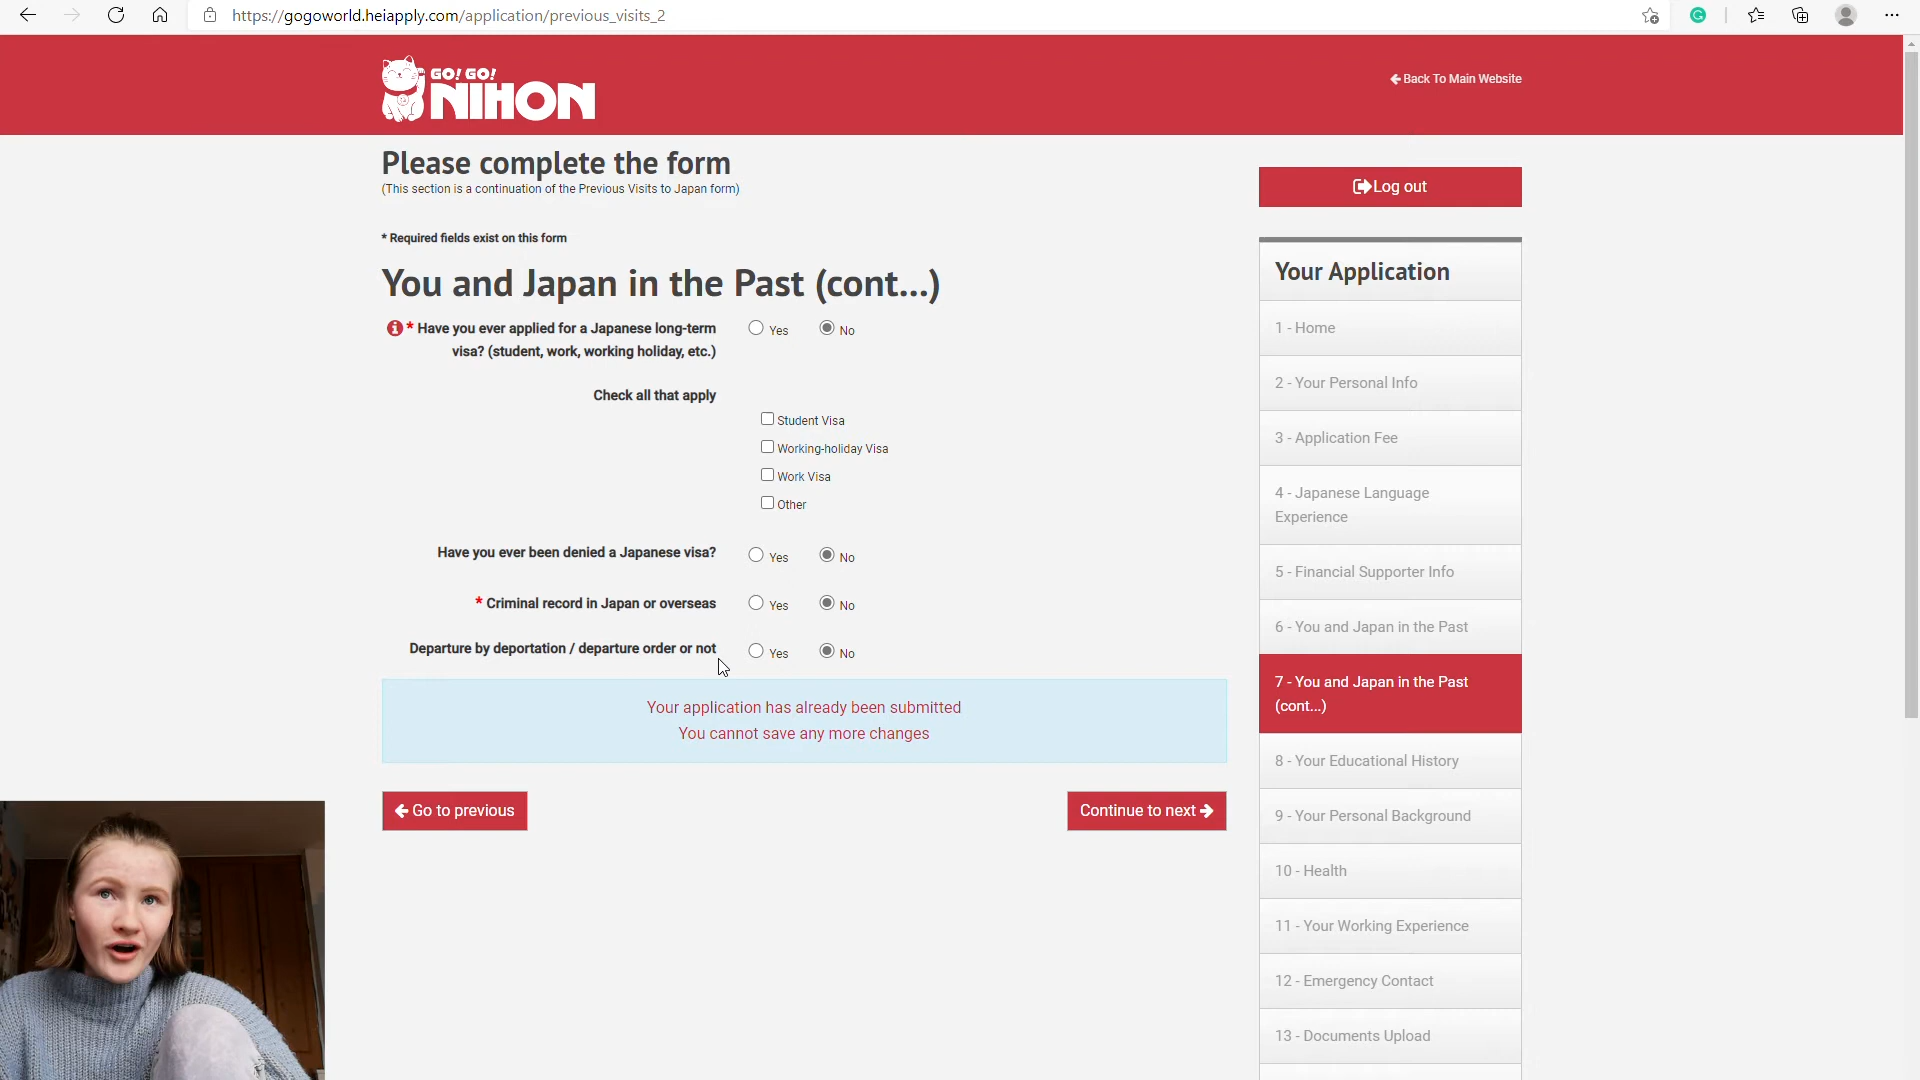 https://gogoworld.heiapply.com/application/previous_visits_2
GO! GO!
NIHON
Back To Main Website
Please complete the form
(This section is a continuation of the Previous Visits to Japan form)
* Required fields exist on this form
You and Japan in the Past (cont...)
* Have you ever applied for a Japanese long-term
visa? (student, work, working holiday, etc.)
Yes No
Check all that apply
Student Visa
Working-holiday Visa
Work Visa
Other
Have you ever been denied a Japanese visa? Yes No
* Criminal record in Japan or overseas Yes No
Departure by deportation / departure order or not Yes No
Your application has already been submitted
You cannot save any more changes
Go to previous
Continue to next
Log out
Your Application
1 - Home
2 - Your Personal Info
3 - Application Fee
4 - Japanese Language
Experience
5 - Financial Supporter Info
6 - You and Japan in the Past
7 - You and Japan in the Past
(cont...)
8 - Your Educational History
9 - Your Personal Background
10 - Health
11 - Your Working Experience
12 - Emergency Contact
13 - Documents Upload